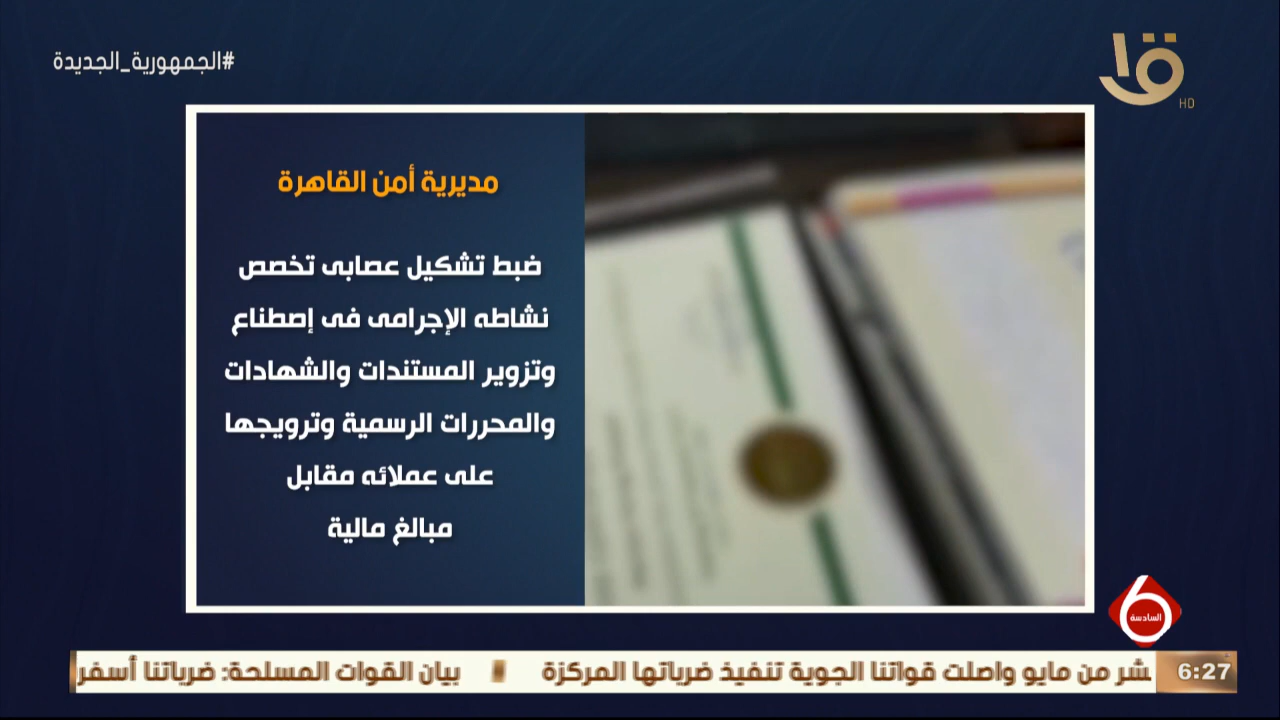 #الجمهورية_الجديدة
HD
مديرية أمن القاهرة
ضبط تشكيل عصابى تخصص
نشاطه الإجرامى فى إصطناع
وتزوير المستندات والشهادات
والمحررات الرسمية وترويجها
على عملائه مقابل
مبالغ مالية
6
السادسة
6:27
شر من مايو واصلت قواتنا الجوية تنفيذ ضرباتها المركزة
بيان القوات المسلحة: ضرباتنا أسفر